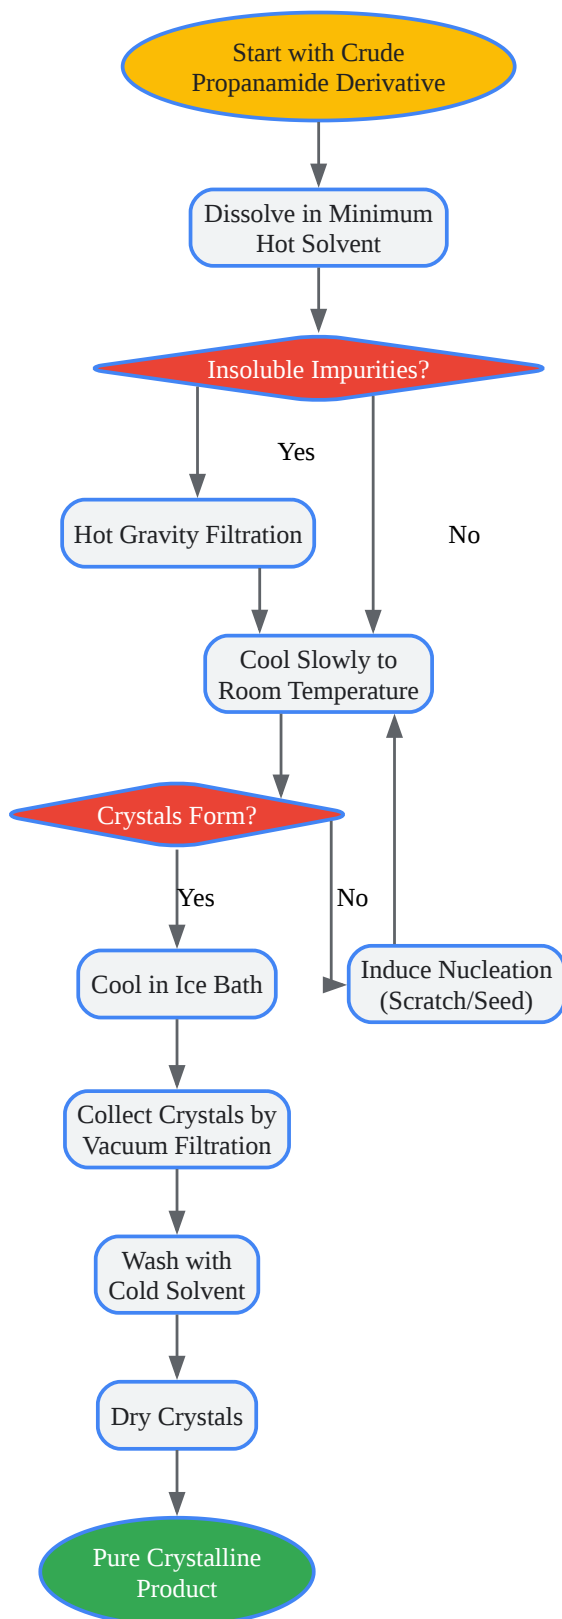 Start with Crude
Propanamide Derivative
Dissolve in Minimum
Hot Solvent
Insoluble Impurities?
Yes
Hot Gravity Filtration
No
Cool Slowly to
Room Temperature
Crystals Form?
Yes
No
Cool in Ice Bath
Induce Nucleation
(Scratch/Seed)
Collect Crystals by
Vacuum Filtration
Wash with
Cold Solvent
Dry Crystals
Pure Crystalline
Product